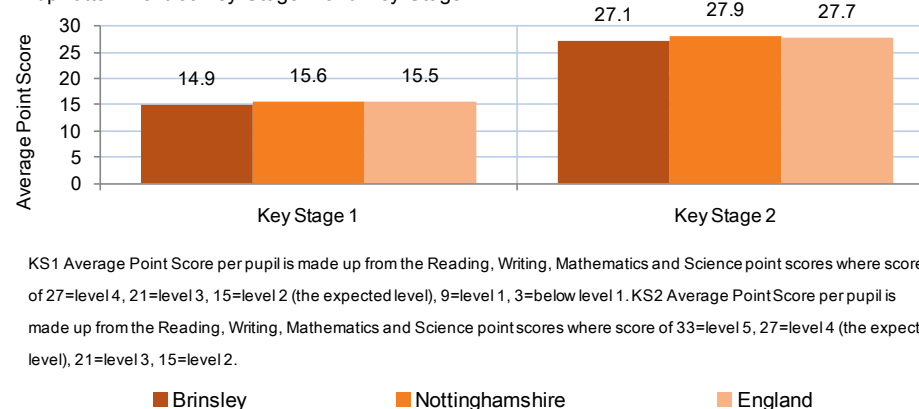 27.1 27.9 27.7
30
25
20
15
10
5
0
Average Point Score
14.9 15.6 15.5
Key Stage 1 Key Stage 2
KS1 Average Point Score per pupil is made up from the Reading, Writing, Mathematics and Science point scores where score
of 27=level 4, 21=level 3, 15=level 2 (the expected level), 9=level 1, 3=below level 1. KS2 Average Point Score per pupil is
made up from the Reading, Writing, Mathematics and Science point scores where score of 33=level 5, 27=level 4 (the expect
level), 21=level 3, 15=level 2.
Brinsley Nottinghamshire England